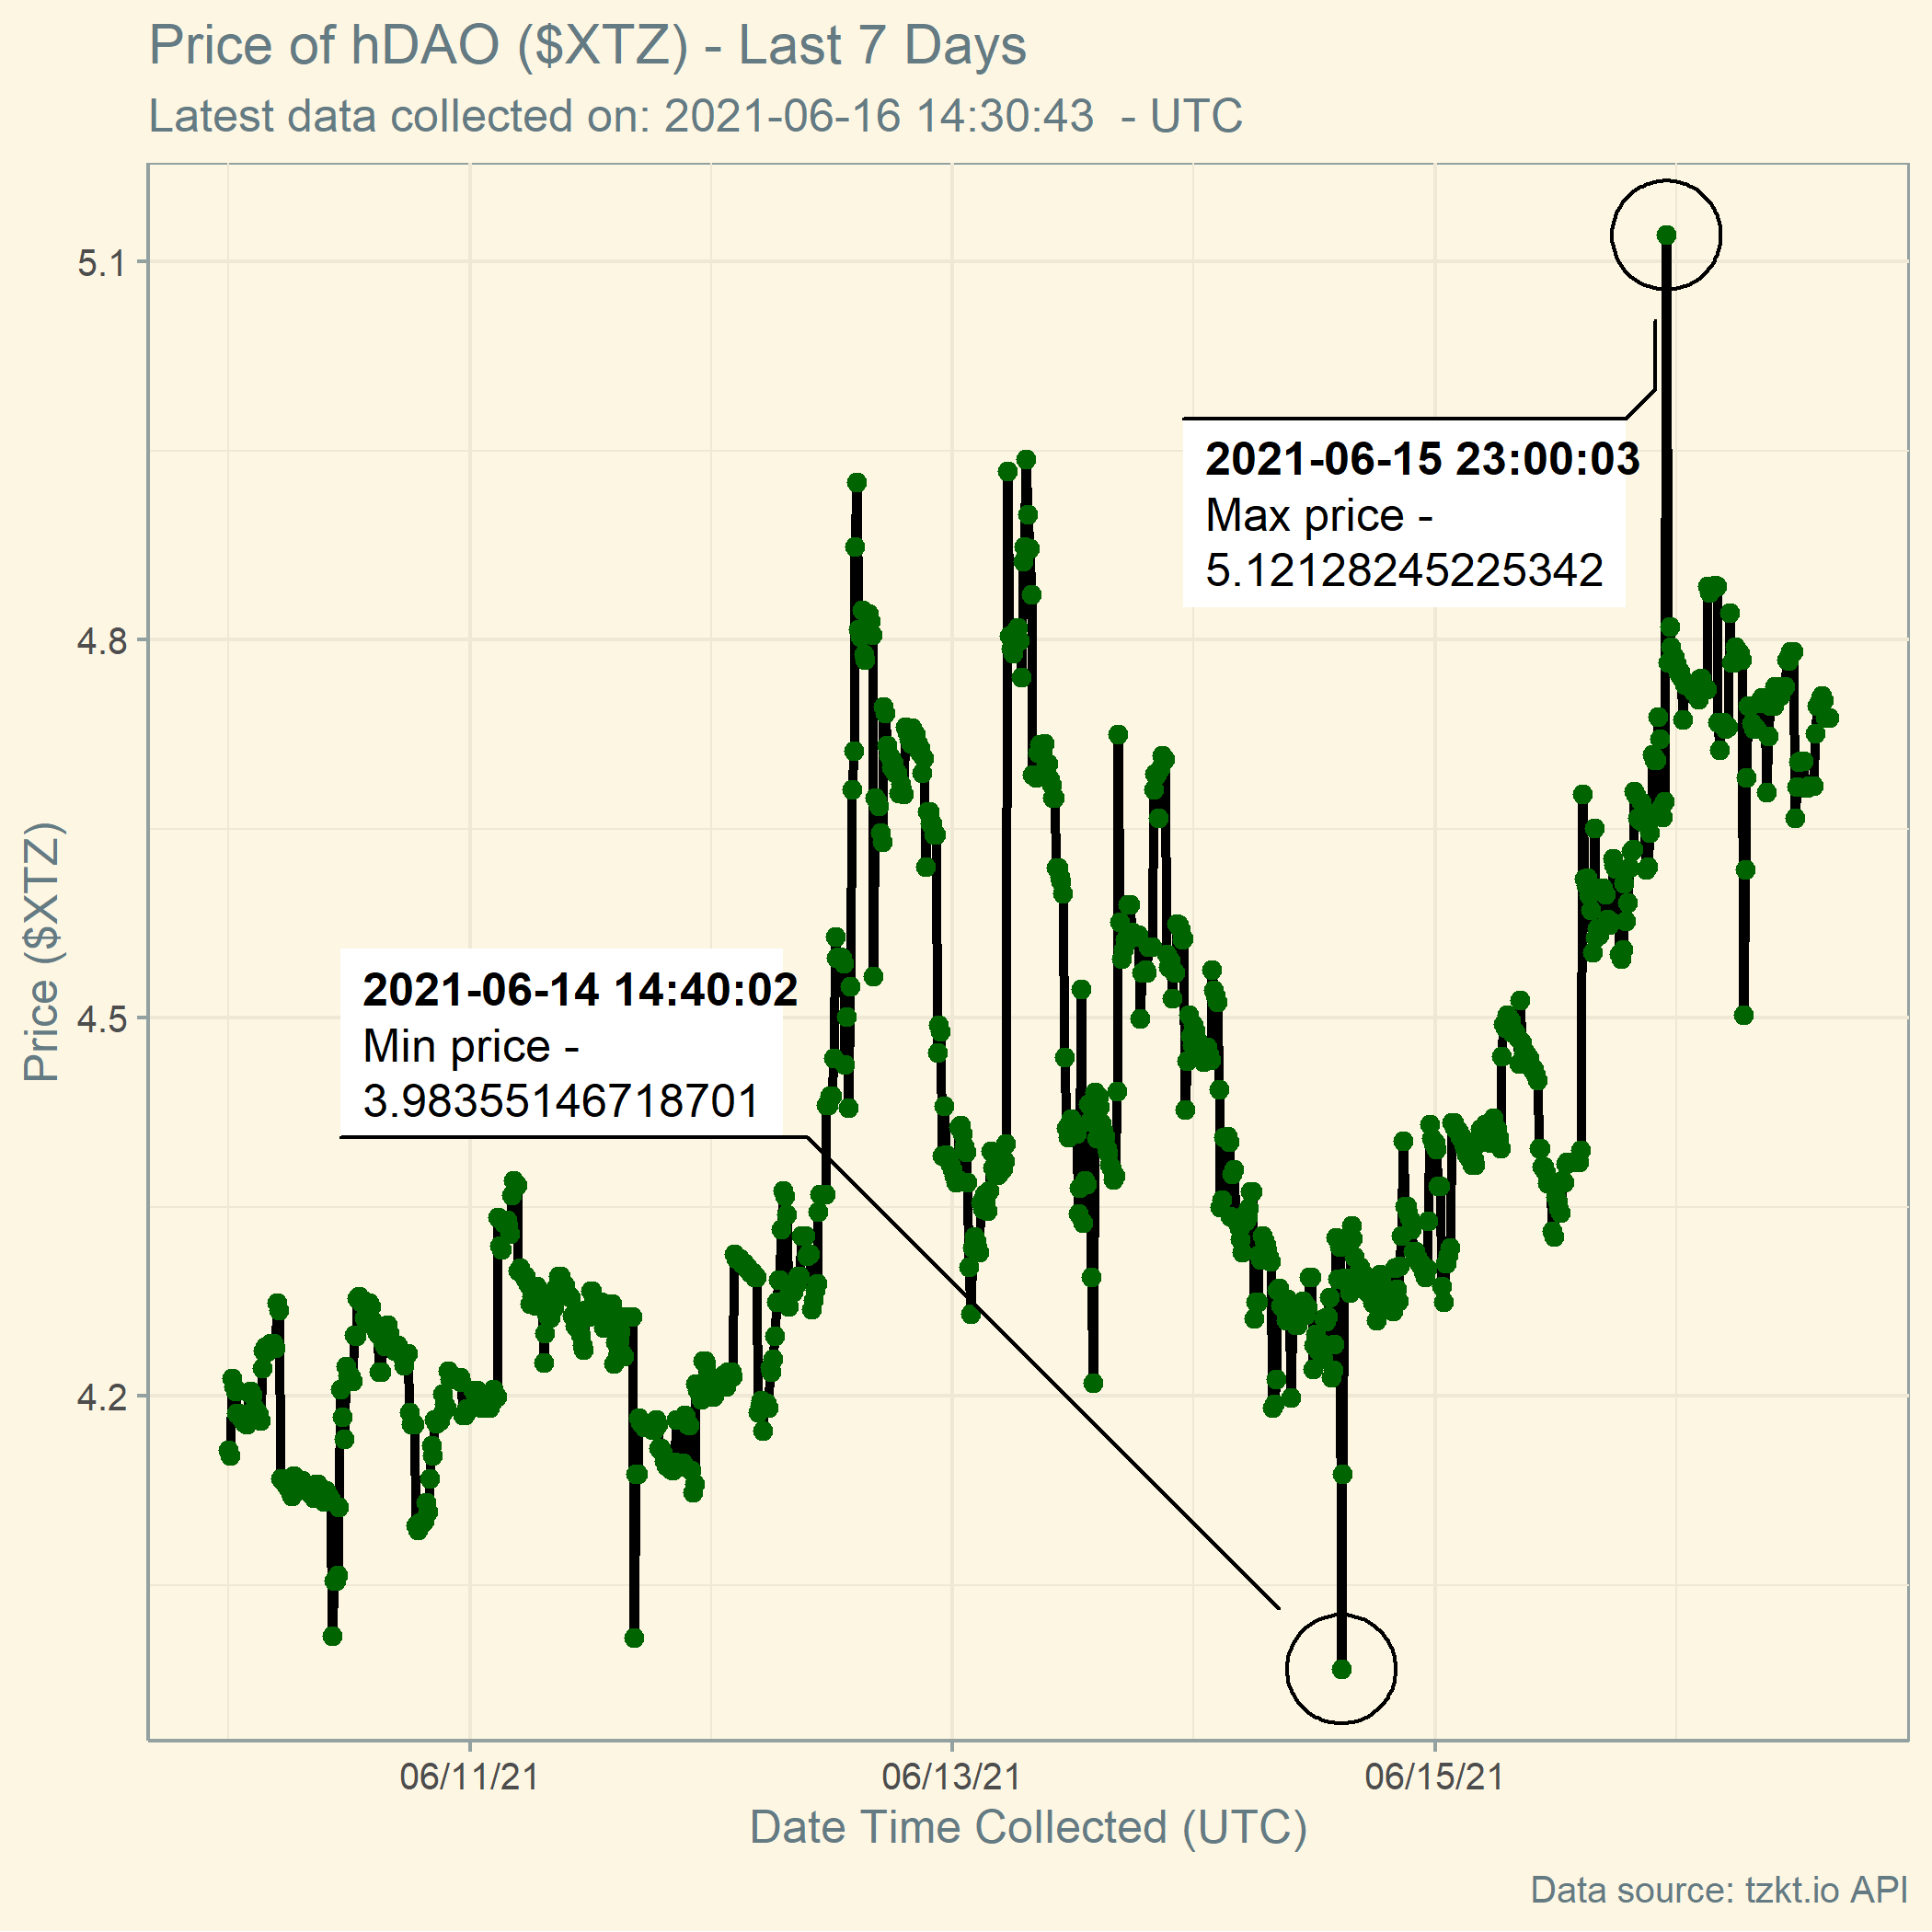 Price of hDAO ($XTZ) - Last 7 Days
Latest data collected on: 2021-06-16 14:30:43  - UTC
5.1
4.8
4.5
4.2
Price ($XTZ)
2021-06-15 23:00:03
Max price -
5.12128245225342
2021-06-14 14:40:02
Min price -
3.98355146718701
06/11/21
06/13/21
06/15/21
Date Time Collected (UTC)
Data source: tzkt.io API